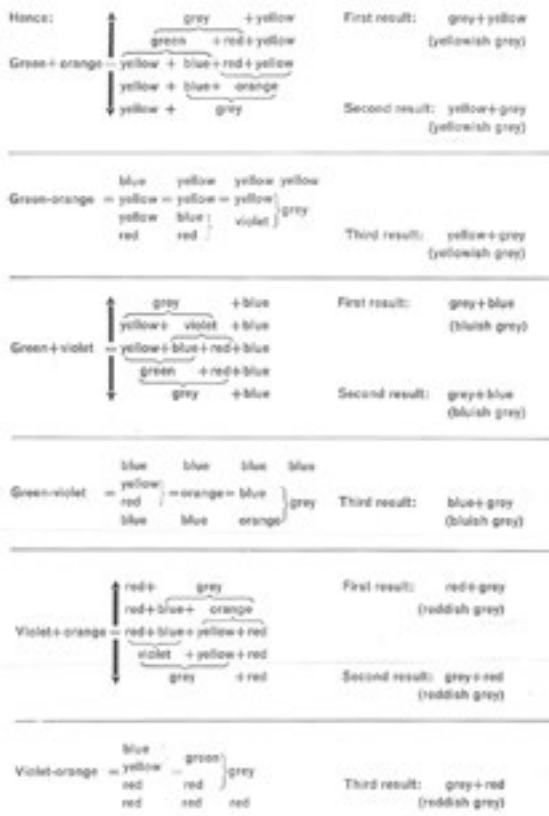 Hence: grey + yellow First result: grey + yellow
green + red + yellow (yellowish grey)
Green + orange = yellow + blue + red + yellow
yellow + blue + orange
yellow + grey Second result: yellow + grey
(yellowish grey)
blue yellow yellow yellow
Green-orange = yellow = yellow = yellow } grey
yellow blue } violet
red red Third result: yellow + grey
(yellowish grey)
grey + blue First result: grey + blue
yellow + violet + blue (bluish grey)
Green + violet = yellow + blue + red + blue
green + red + blue
grey + blue Second result: grey + blue
(bluish grey)
blue blue blue blue
Green-violet = yellow } = orange = blue } grey
red Third result: blue + grey
blue blue orange (bluish grey)
red + grey First result: red + grey
red + blue + orange (reddish grey)
Violet + orange = red + blue + yellow + red
violet + yellow + red
grey + red Second result: grey + red
(reddish grey)
blue
Violet-orange = yellow = green } grey
red red Third result: grey + red
red red red (reddish grey)